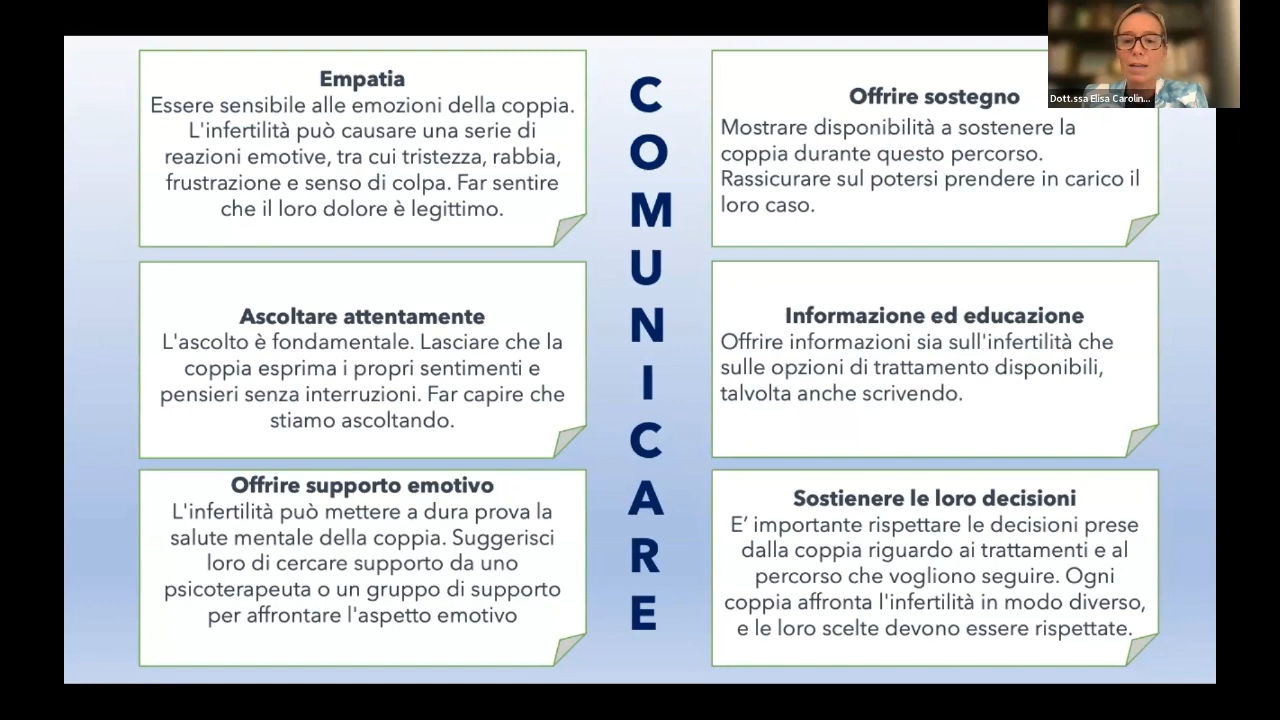 Empatia
Essere sensibile alle emozioni della coppia.
L'infertilità può causare una serie di
reazioni emotive, tra cui tristezza, rabbia,
frustrazione e senso di colpa. Far sentire
che il loro dolore è legittimo.
Ascoltare attentamente
L'ascolto è fondamentale. Lasciare che la
coppia esprima i propri sentimenti e
pensieri senza interruzioni. Far capire che
stiamo ascoltando.
Offrire supporto emotivo
L'infertilità può mettere a dura prova la
salute mentale della coppia. Suggerisci
loro di cercare supporto da uno
psicoterapeuta o un gruppo di supporto
per affrontare l'aspetto emotivo
C
O
M
U
N
I
C
A
R
E
Offrire sostegno
Mostrare disponibilità a sostenere la
coppia durante questo percorso.
Rassicurare sul potersi prendere in carico il
loro caso.
Informazione ed educazione
Offrire informazioni sia sull'infertilità che
sulle opzioni di trattamento disponibili,
talvolta anche scrivendo.
Sostienere le loro decisioni
E’ importante rispettare le decisioni prese
dalla coppia riguardo ai trattamenti e al
percorso che vogliono seguire. Ogni
coppia affronta l'infertilità in modo diverso,
e le loro scelte devono essere rispettate.
Dott.ssa Elisa Carolin...